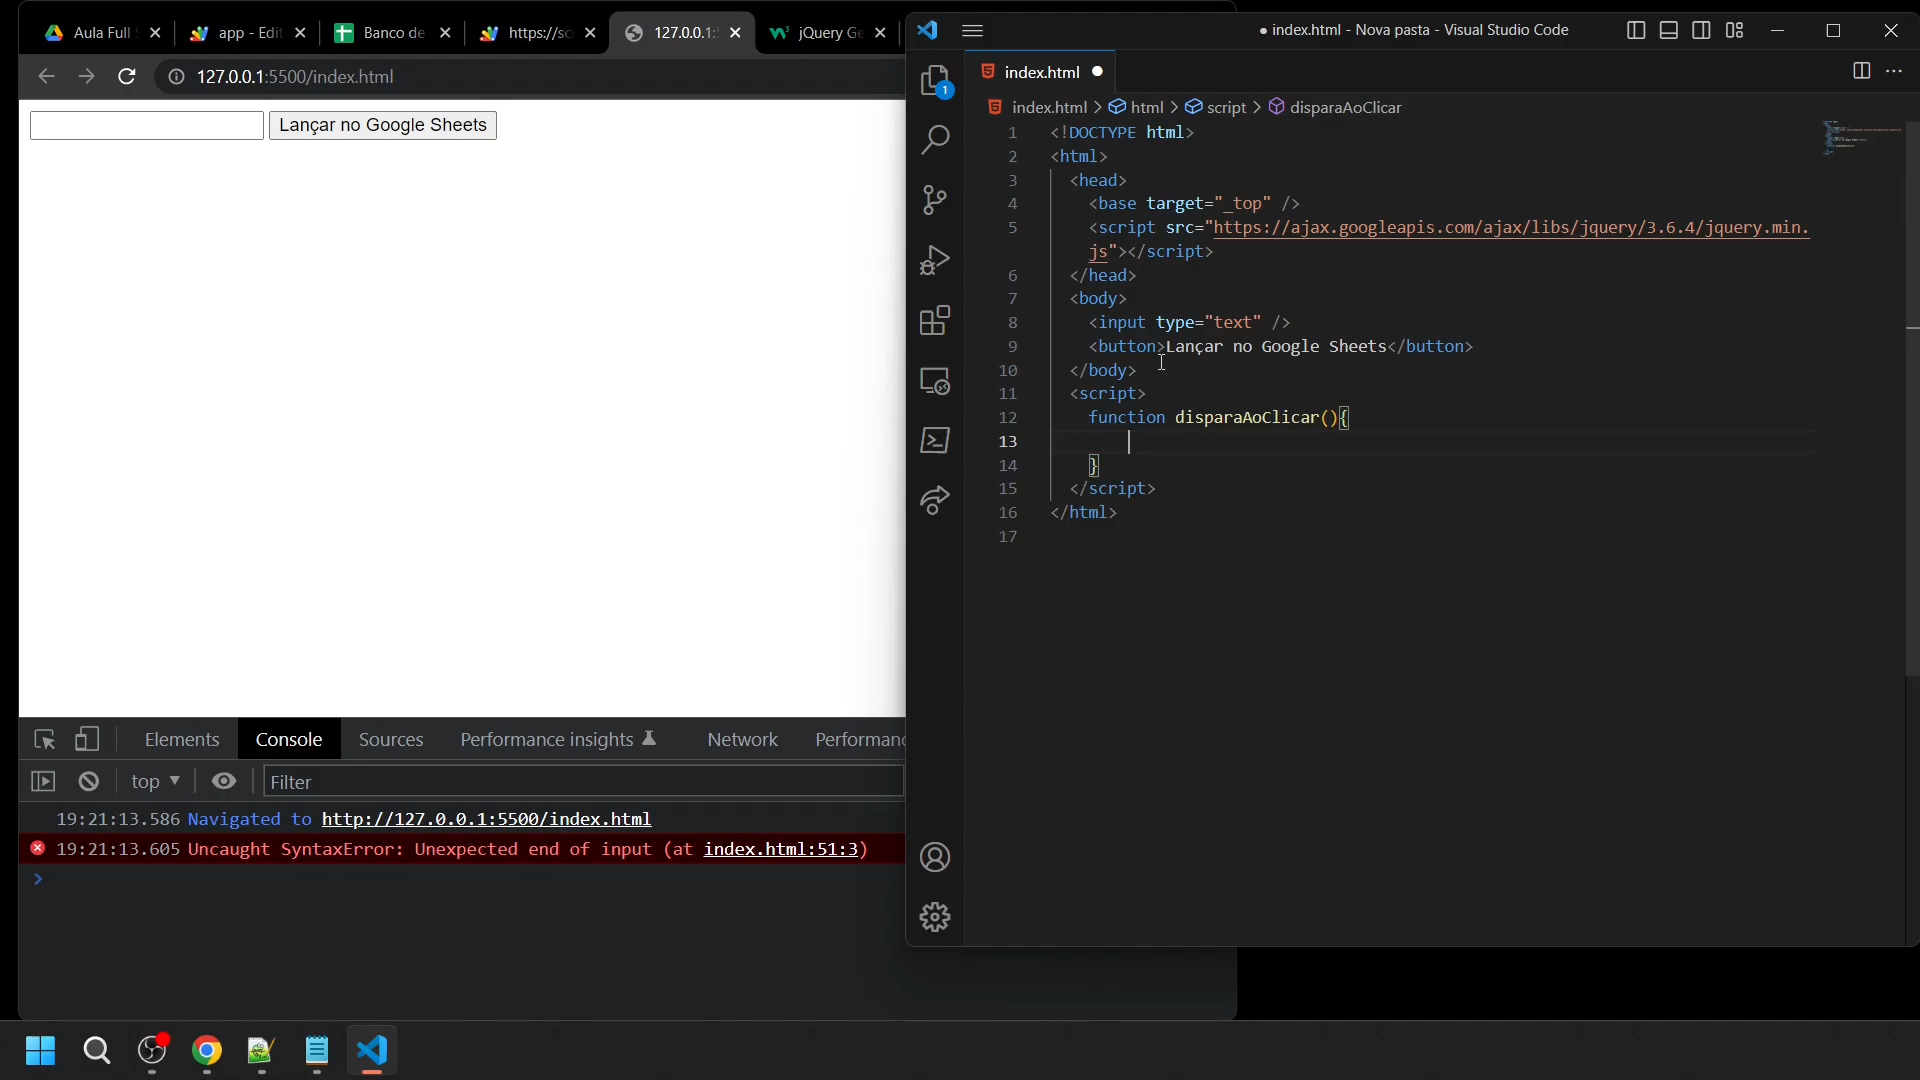 Aula Full
app - Edi
Banco de
https://sc
127.0.0.1:
jQuery Ge
127.0.0.1:5500/index.html
Lançar no Google Sheets
Elements
Console
Sources
Performance insights
Network
Performanc
top
Filter
19:21:13.586 Navigated to http://127.0.0.1:5500/index.html
19:21:13.605 Uncaught SyntaxError: Unexpected end of input (at index.html:51:3)
● index.html - Nova pasta - Visual Studio Code
index.html
1
index.html > html > script > disparaAoClicar
1 <!DOCTYPE html>
2 <html>
3 <head>
4 <base target="_top" />
5 <script src="https://ajax.googleapis.com/ajax/libs/jquery/3.6.4/jquery.min.
js"></script>
6 </head>
7 <body>
8 <input type="text" />
9 <button>Lançar no Google Sheets</button>
10 </body>
11 <script>
12 function disparaAoClicar(){
13
14 }
15 </script>
16 </html>
17